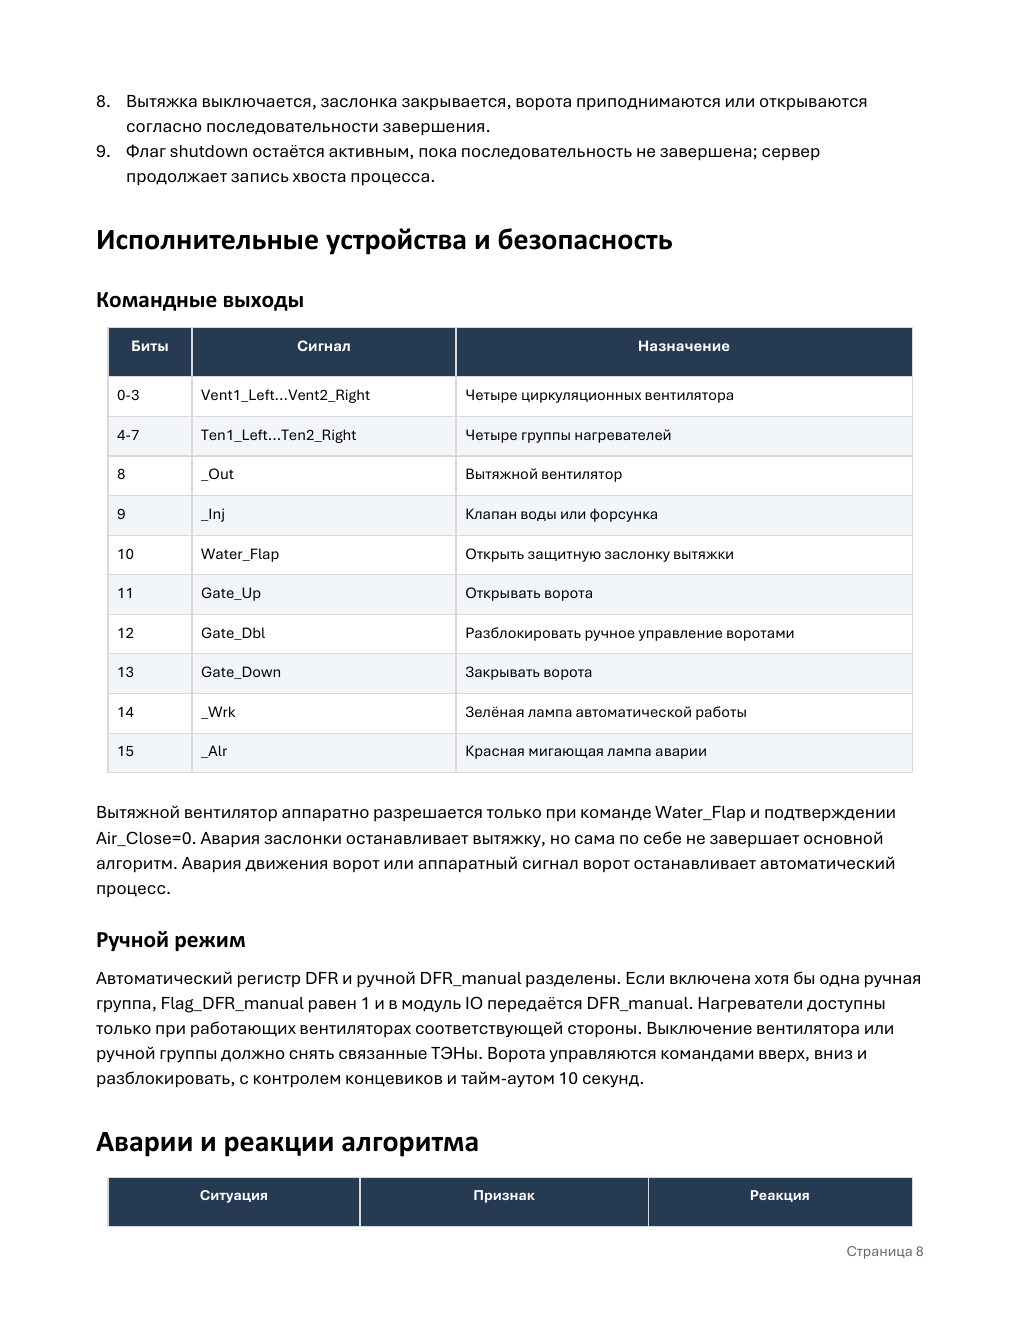 8. Вытяжка выключается, заслонка закрывается, ворота приподнимаются или открываются
согласно последовательности завершения.
9. Флаг shutdown остаётся активным, пока последовательность не завершена; сервер
продолжает запись хвоста процесса.
Исполнительные устройства и безопасность
Командные выходы
Биты Сигнал Назначение
0-3 Vent1_Left...Vent2_Right Четыре циркуляционных вентилятора
4-7 Ten1_Left...Ten2_Right Четыре группы нагревателей
8 _Out Вытяжной вентилятор
9 _Inj Клапан воды или форсунка
10 Water_Flap Открыть защитную заслонку вытяжки
11 Gate_Up Открывать ворота
12 Gate_Dbl Разблокировать ручное управление воротами
13 Gate_Down Закрывать ворота
14 _Wrk Зелёная лампа автоматической работы
15 _Alr Красная мигающая лампа аварии
Вытяжной вентилятор аппаратно разрешается только при команде Water_Flap и подтверждении
Air_Close=0. Авария заслонки останавливает вытяжку, но сама по себе не завершает основной
алгоритм. Авария движения ворот или аппаратный сигнал ворот останавливает автоматический
процесс.
Ручной режим
Автоматический регистр DFR и ручной DFR_manual разделены. Если включена хотя бы одна ручная
группа, Flag_DFR_manual равен 1 и в модуль IO передаётся DFR_manual. Нагреватели доступны
только при работающих вентиляторах соответствующей стороны. Выключение вентилятора или
ручной группы должно снять связанные ТЭНы. Ворота управляются командами вверх, вниз и
разблокировать, с контролем концевиков и тайм-аутом 10 секунд.
Аварии и реакции алгоритма
Ситуация Признак Реакция
Страница 8